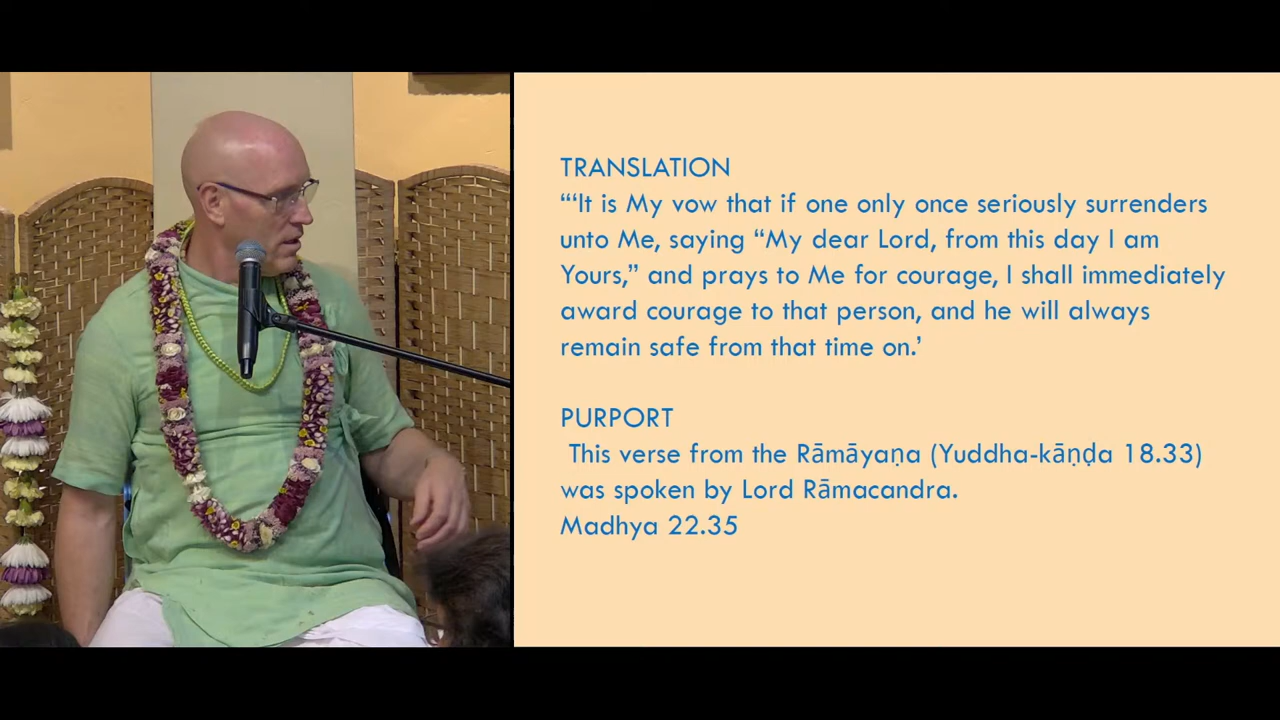 TRANSLATION
“‘It is My vow that if one only once seriously surrenders
unto Me, saying “My dear Lord, from this day I am
Yours,” and prays to Me for courage, I shall immediately
award courage to that person, and he will always
remain safe from that time on.’
PURPORT
This verse from the Rāmāyaṇa (Yuddha-kāṇḍa 18.33)
was spoken by Lord Rāmacandra.
Madhya 22.35